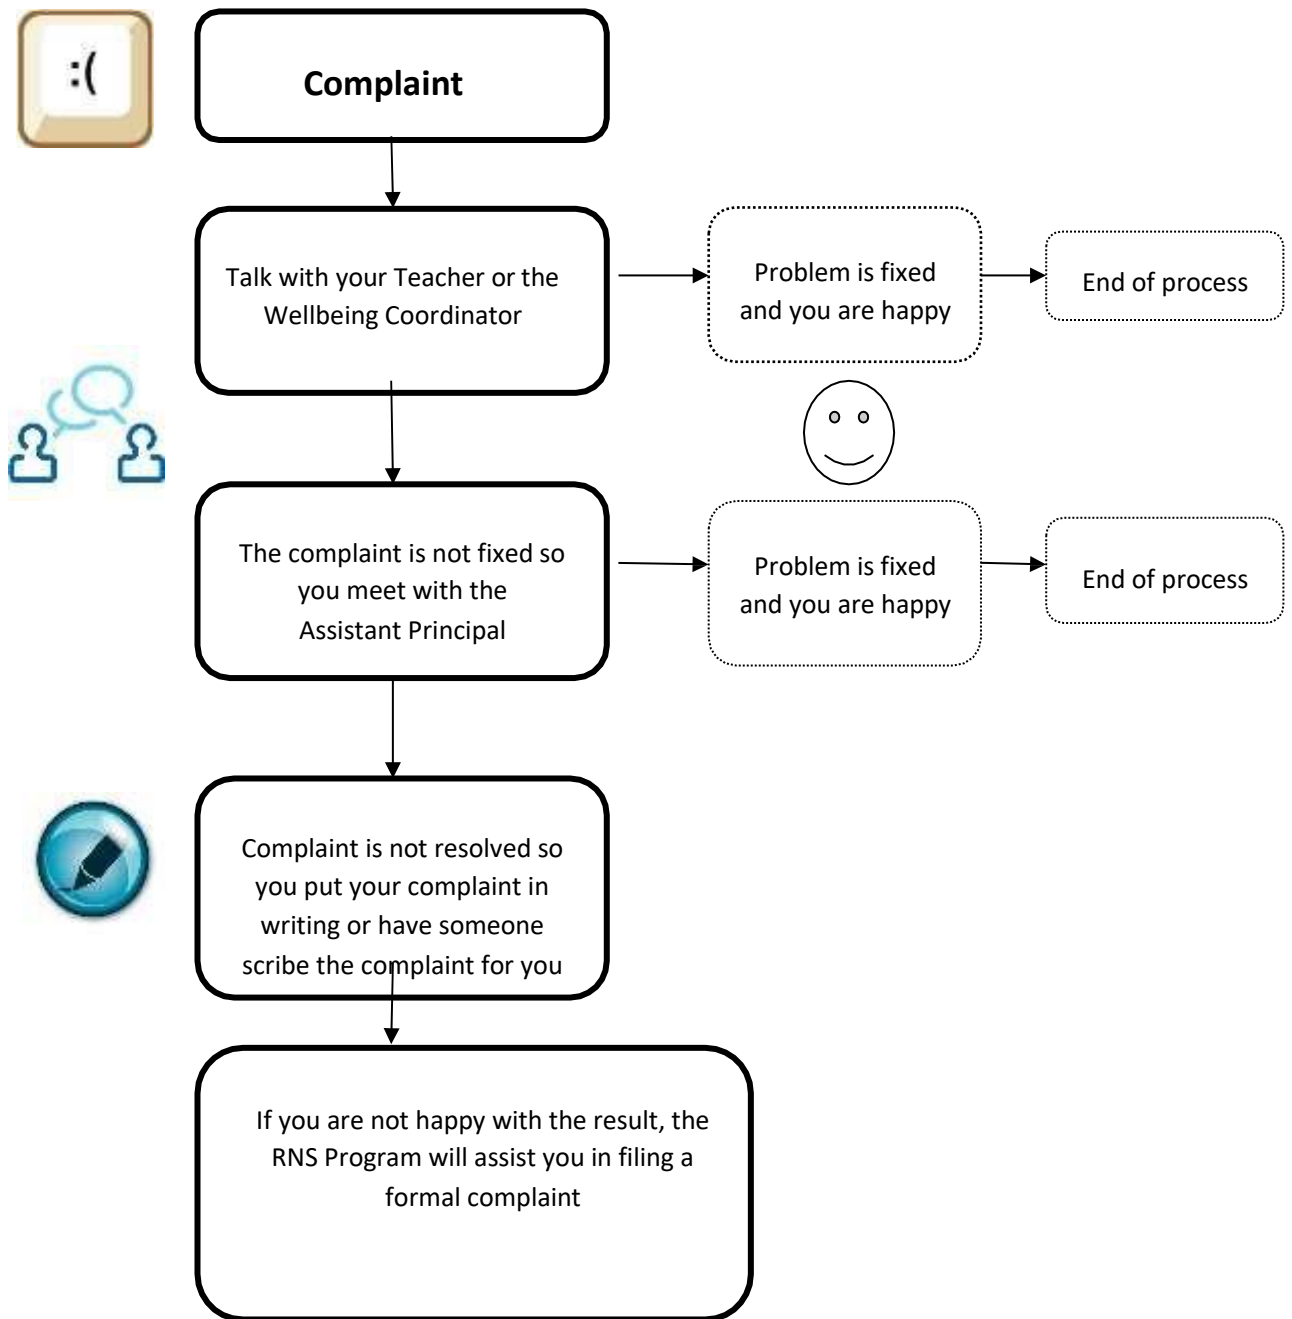 :(
Complaint
Talk with your Teacher or the
Wellbeing Coordinator
Problem is fixed
and you are happy
End of process
The complaint is not fixed so
you meet with the
Assistant Principal
Problem is fixed
and you are happy
End of process
Complaint is not resolved so
you put your complaint in
writing or have someone
scribe the complaint for you
If you are not happy with the result, the
RNS Program will assist you in filing a
formal complaint